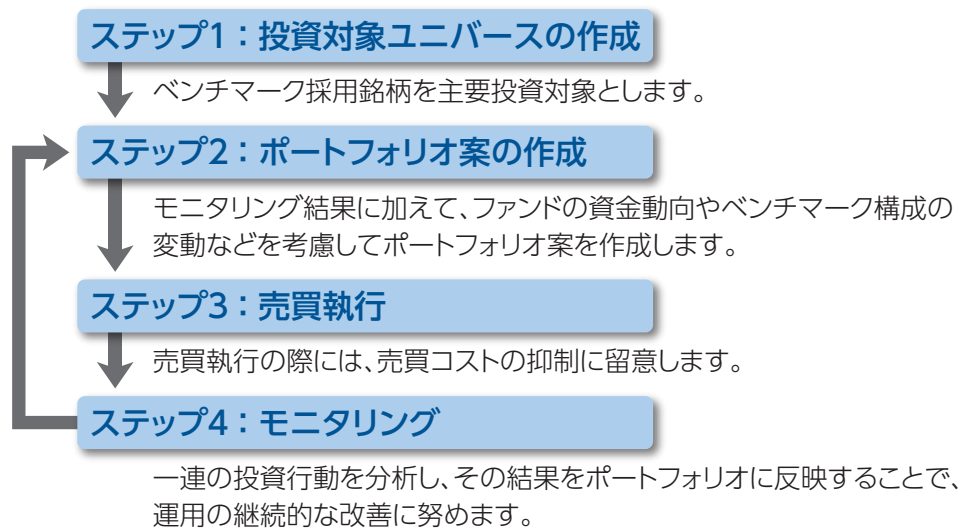 ステップ1：投資対象ユニバースの作成
ベンチマーク採用銘柄を主要投資対象とします。
ステップ2：ポートフォリオ案の作成
モニタリング結果に加えて、ファンドの資金動向やベンチマーク構成の
変動などを考慮してポートフォリオ案を作成します。
ステップ3：売買執行
売買執行の際には、売買コストの抑制に留意します。
ステップ4：モニタリング
一連の投資行動を分析し、その結果をポートフォリオに反映することで、
運用の継続的な改善に努めます。